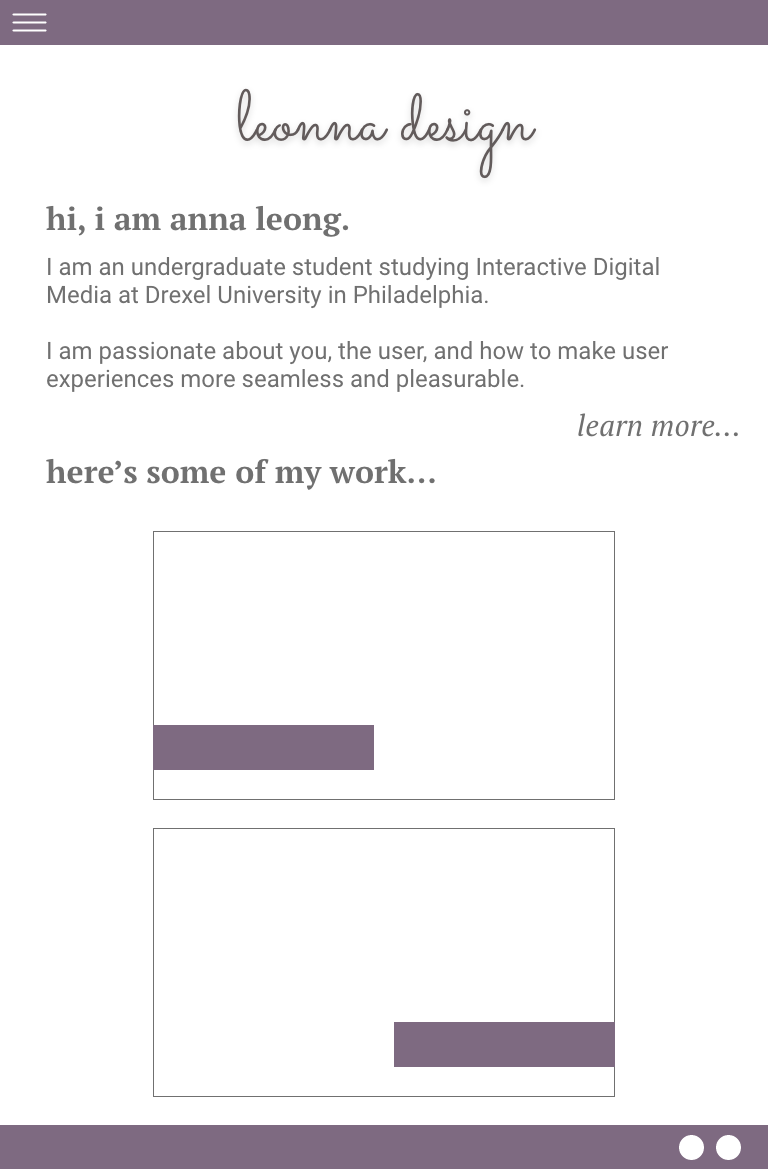 leonna design
hi, i am anna leong.
I am an undergraduate student studying Interactive Digital
Media at Drexel University in Philadelphia.
I am passionate about you, the user, and how to make user
experiences more seamless and pleasurable.
learn more...
here’s some of my work...